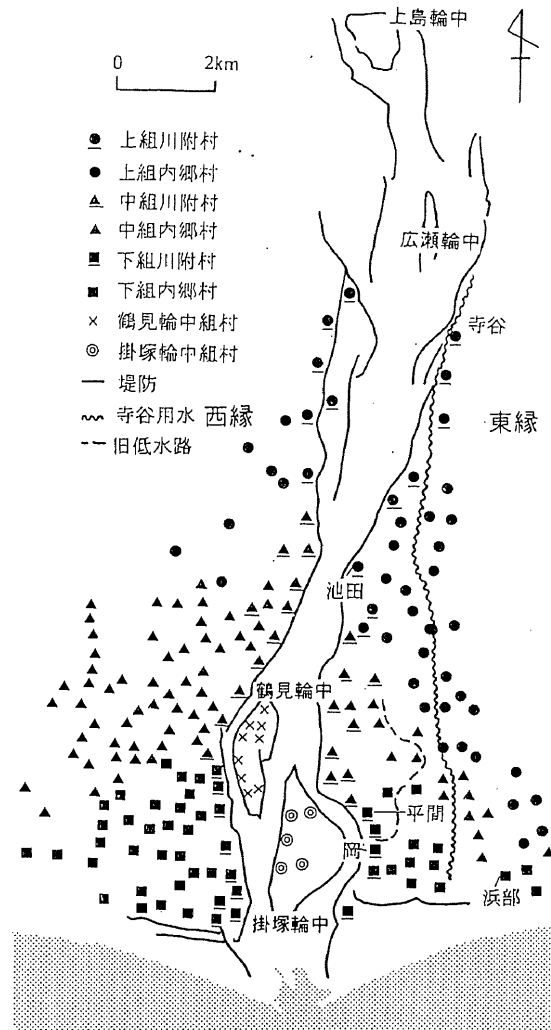 上島輪中
0 2km
上組川附村
上組内郷村
中組川附村
中組内郷村
下組川附村
下組内郷村
鶴見輪中組村
掛塚輪中組村
堤防
寺谷用水
旧低水路
西縁
東縁
広瀬輪中
寺谷
池田
鶴見輪中
平間
岡
浜部
掛塚輪中